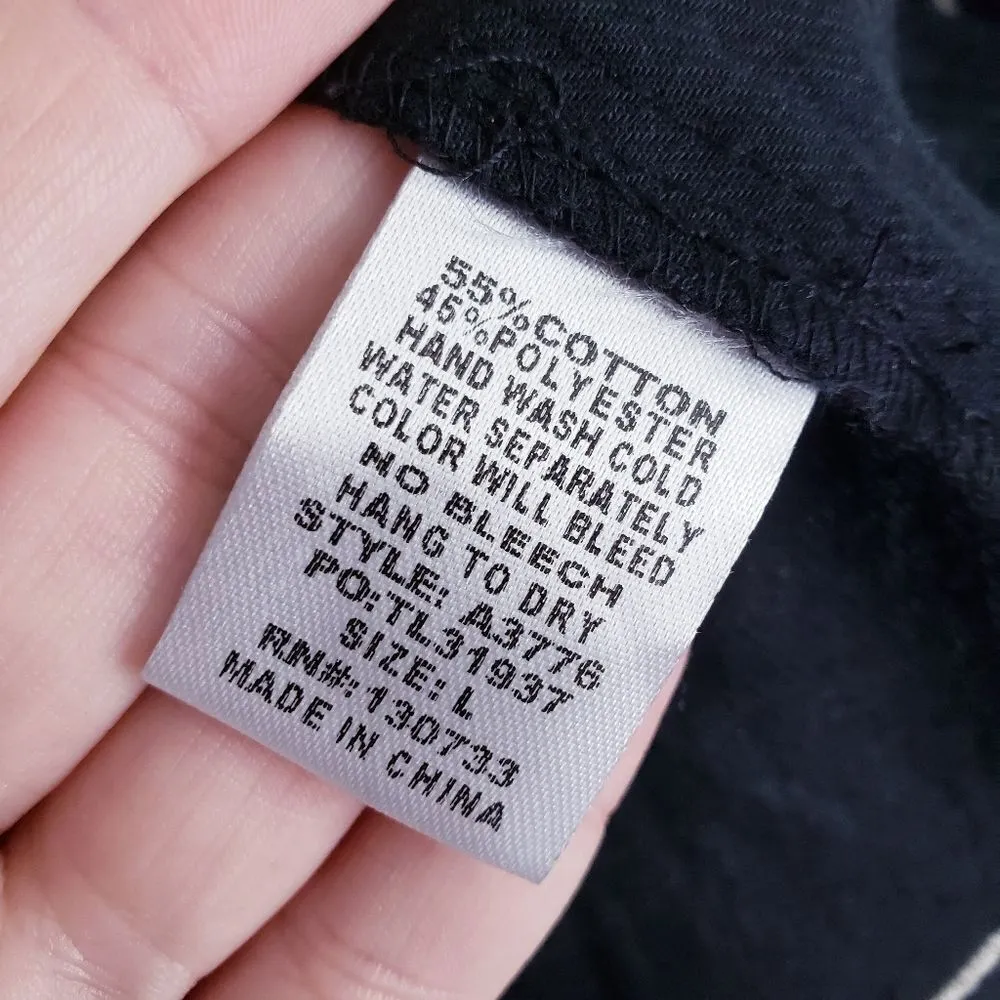 55%COTTON
45%POLYESTER
HAND WASH COLD
WATER SEPARATELY
COLOR WILL BLEED
NO BLEECH
HANG TO DRY
STYLE: A3776
PO:TL31937
SIZE: L
RN#:130733
MADE IN CHINA